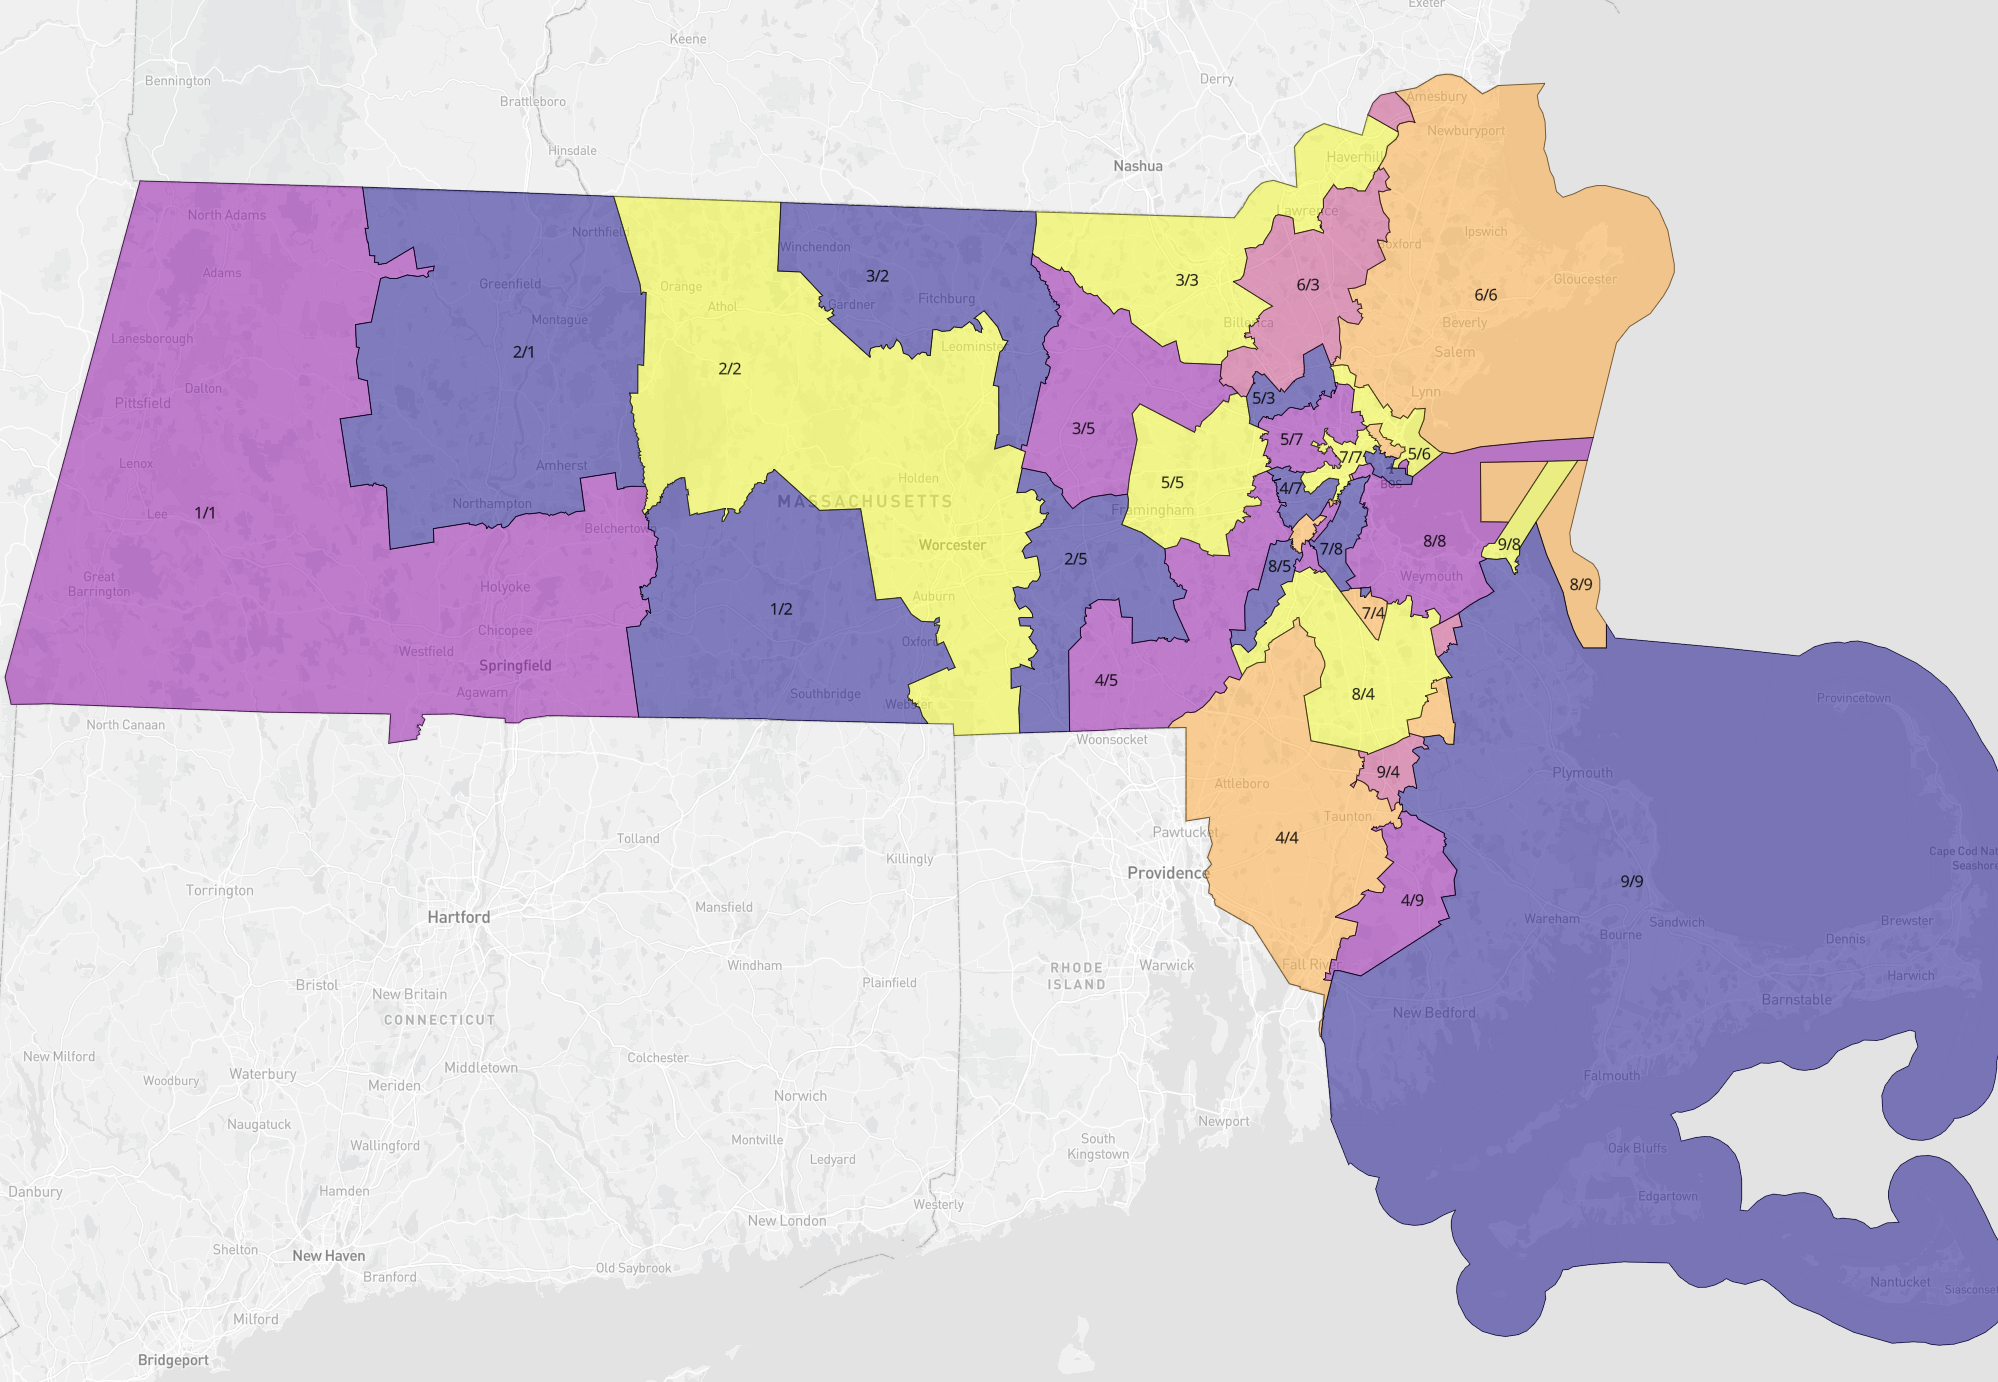 Exeter
Keene
Bennington
Derry
Amesbury
Brattleboro
Newburyport
Hinsdale
Haverhill
Nashua
North Adams
Lawrence
Northfield
Winchendon
Boxford
Ipswich
Adams
3/2
3/3
6/3
Gloucester
Greenfield
Orange
6/6
Athol
Gardner
Fitchburg
Montague
Billerica
Beverly
Lanesborough
2/1
Leominster
Salem
2/2
Dalton
Lynn
Pittsfield
5/3
3/5
5/7
5/6
7/7
Lenox
Amherst
Holden
5/5
4/7
Bos
MASSACHUSETTS
Northampton
Lee
1/1
Framingham
Belchertown
Worcester
8/8
9/8
7/8
2/5
8/5
Great
Barrington
Weymouth
8/9
Holyoke
Auburn
1/2
7/4
Chicopee
Oxford
Westfield
Springfield
4/5
Agawam
Southbridge
Webster
8/4
Provincetown
North Canaan
Woonsocket
9/4
Plymouth
Attleboro
Taunton
Tolland
Pawtucket
4/4
Killingly
Cape Cod Nat
Seashore
Providence
9/9
Torrington
4/9
Mansfield
Hartford
Wareham
Sandwich
Brewster
Bourne
Dennis
Windham
RHODE
ISLAND
Warwick
Fall River
Harwich
Bristol
Plainfield
New Britain
Barnstable
CONNECTICUT
New Bedford
New Milford
Colchester
Middletown
Waterbury
Falmouth
Woodbury
Meriden
Norwich
Naugatuck
Newport
Wallingford
Montville
South
Kingstown
Oak Bluffs
Ledyard
Danbury
Hamden
Edgartown
Westerly
New London
Shelton
New Haven
Old Saybrook
Branford
Nantucket
Siasconset
Milford
Bridgeport